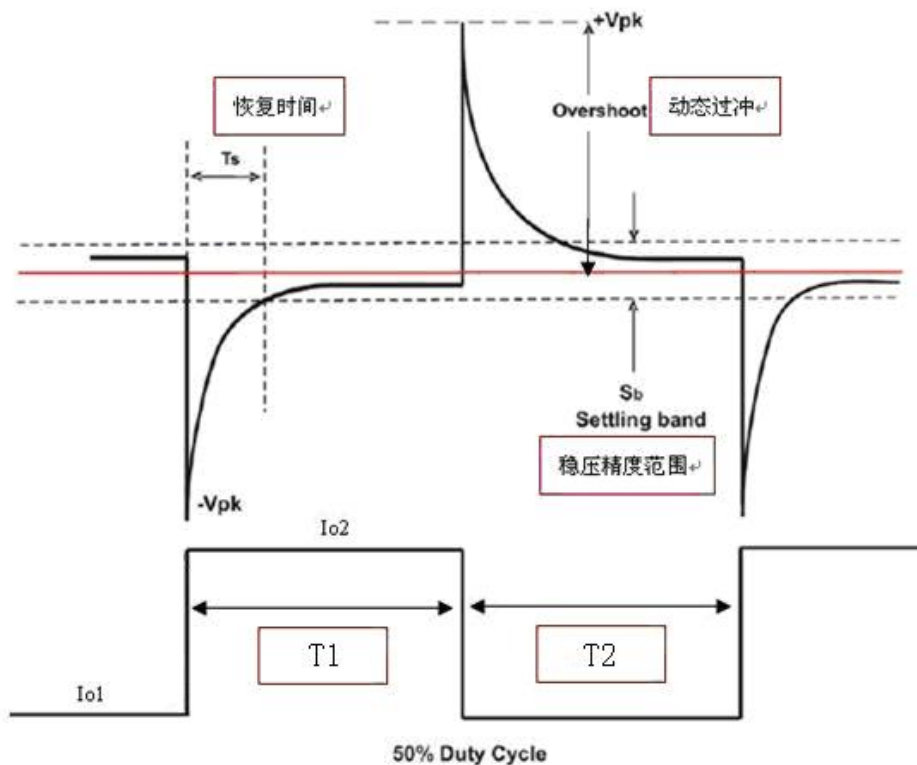 +Vpk
恢复时间↵
Overshoot
动态过冲↵
Ts
Sb
Settling band
稳压精度范围↵
-Vpk
Io2
T1
T2
Io1
50% Duty Cycle